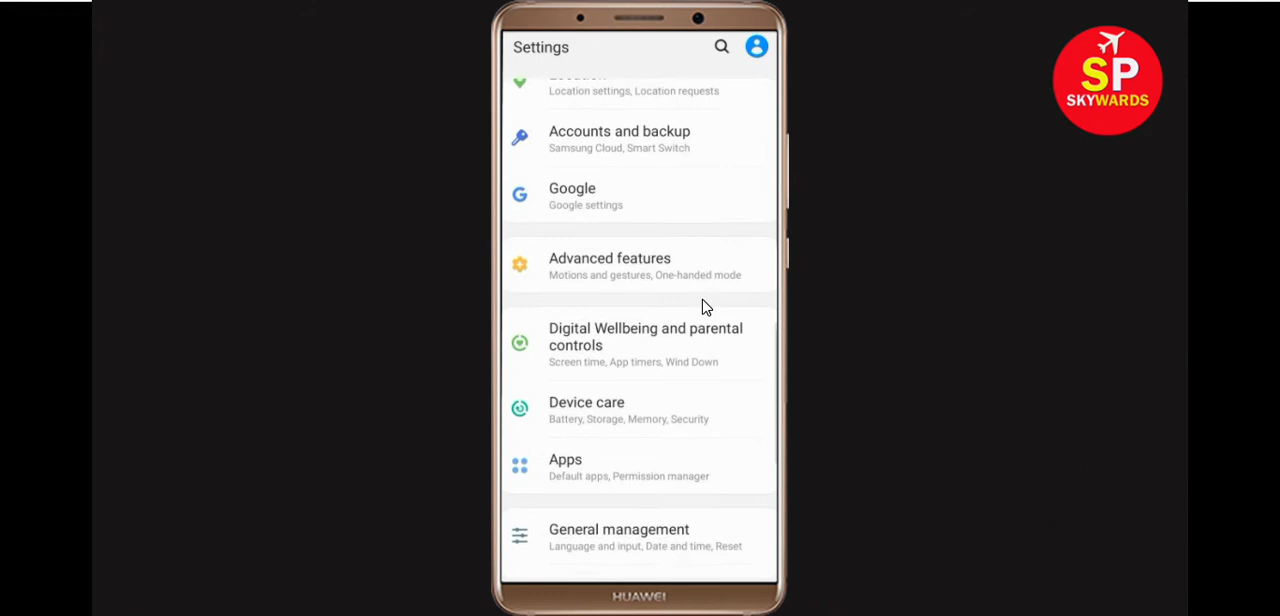 Settings
Location settings, Location requests
Accounts and backup
Samsung Cloud, Smart Switch
Google
Google settings
Advanced features
Motions and gestures, One-handed mode
Digital Wellbeing and parental
controls
Screen time, App timers, Wind Down
Device care
Battery, Storage, Memory, Security
Apps
Default apps, Permission manager
General management
Language and input, Date and time, Reset
HUAWEI
SP
SKYWARDS